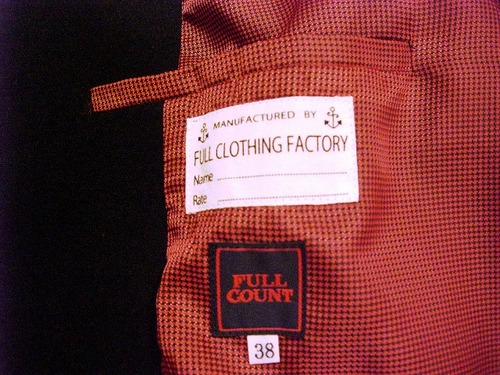 MANUFACTURED BY
FULL CLOTHING FACTORY
Name
Rate
FULL
COUNT
38